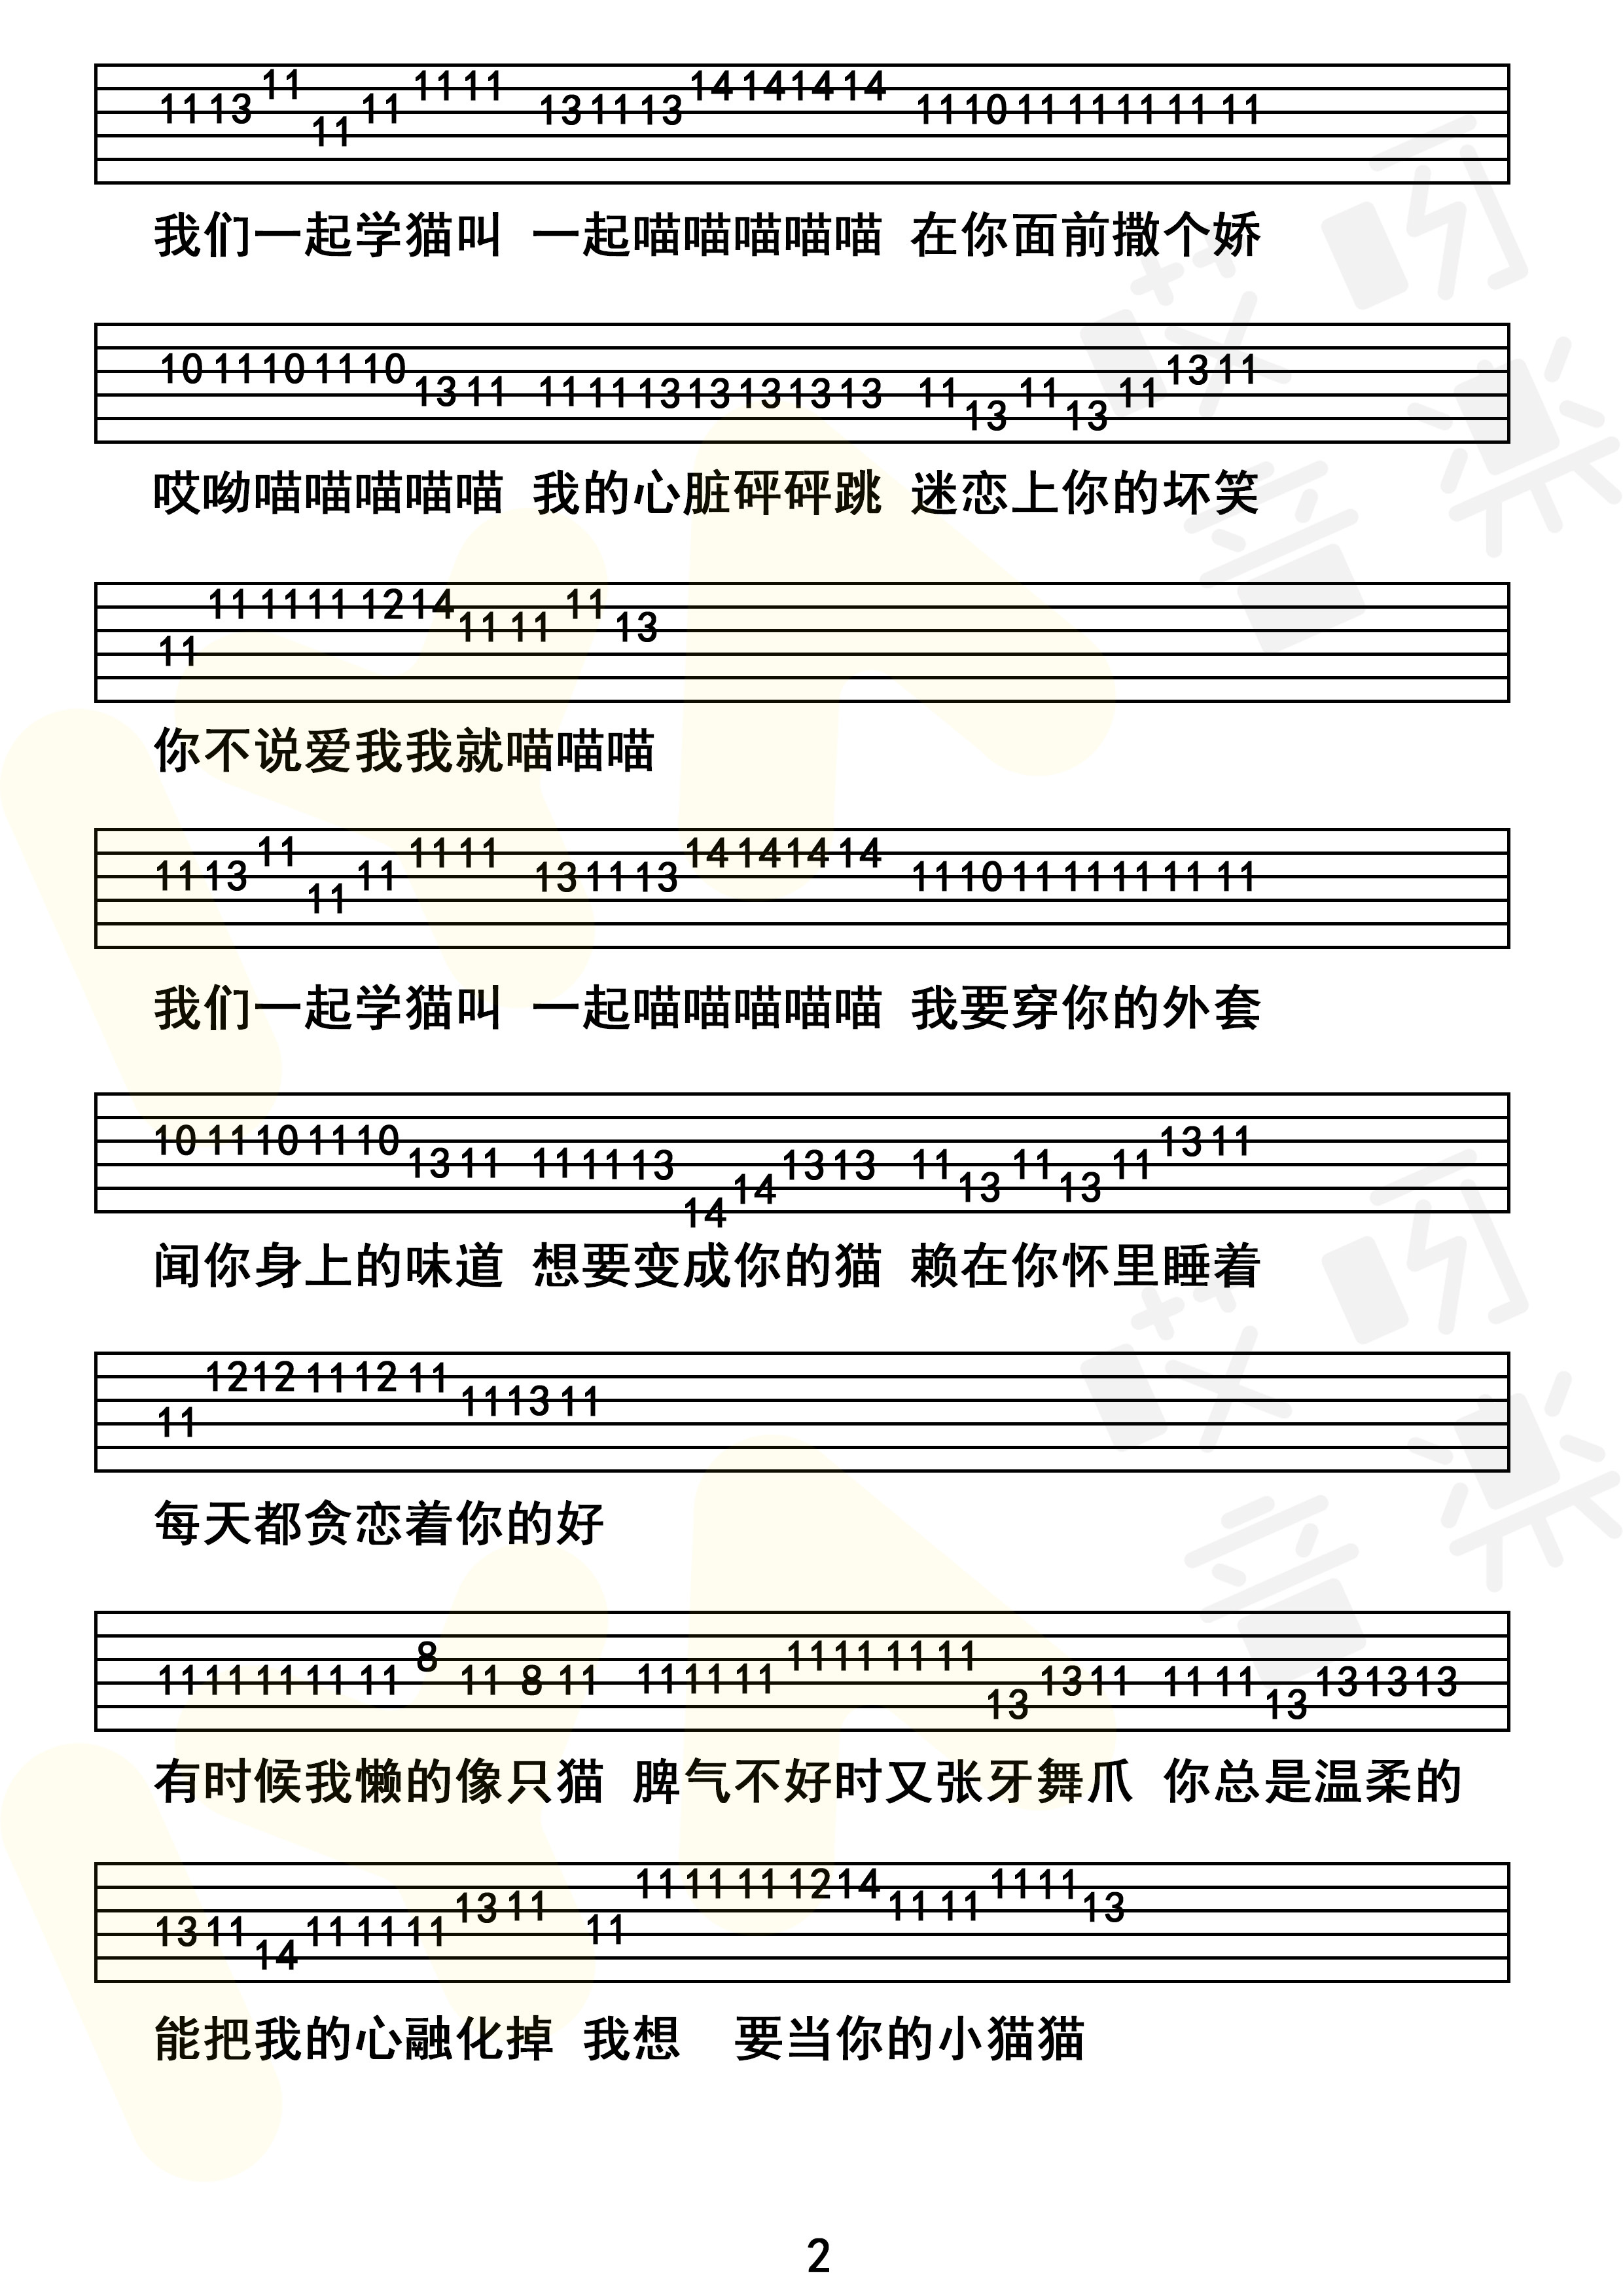 11 13 11 11 11 11 11 13 11 13 14 14 14 14 11 10 11 11 11 11 11
我们一起学猫叫 一起喵喵喵喵喵 在你面前撒个娇
10 11 10 11 10 13 11 11 11 13 13 13 13 13 11 13 11 13 11 13 11
哎呦喵喵喵喵喵 我的心脏砰砰跳 迷恋上你的坏笑
11 11 11 11 12 14 11 11 11 13
你不说爱我我就喵喵喵
11 13 11 11 11 11 11 13 11 13 14 14 14 14 11 10 11 11 11 11 11
我们一起学猫叫 一起喵喵喵喵喵 我要穿你的外套
10 11 10 11 10 13 11 11 11 13 14 14 13 13 11 13 11 13 11 13 11
闻你身上的味道 想要变成你的猫 赖在你怀里睡着
11 12 12 11 12 11 11 13 11
每天都贪恋着你的好
11 11 11 11 11 8 11 8 11 11 11 11 11 11 11 11 13 13 11 11 11 13 13 13 13
有时候我懒的像只猫 脾气不好时又张牙舞爪 你总是温柔的
13 11 14 11 11 11 13 11 11 11 11 11 12 14 11 11 11 11 13
能把我的心融化掉 我想 要当你的小猫猫
2
哎呦
音乐
哎呦
音乐